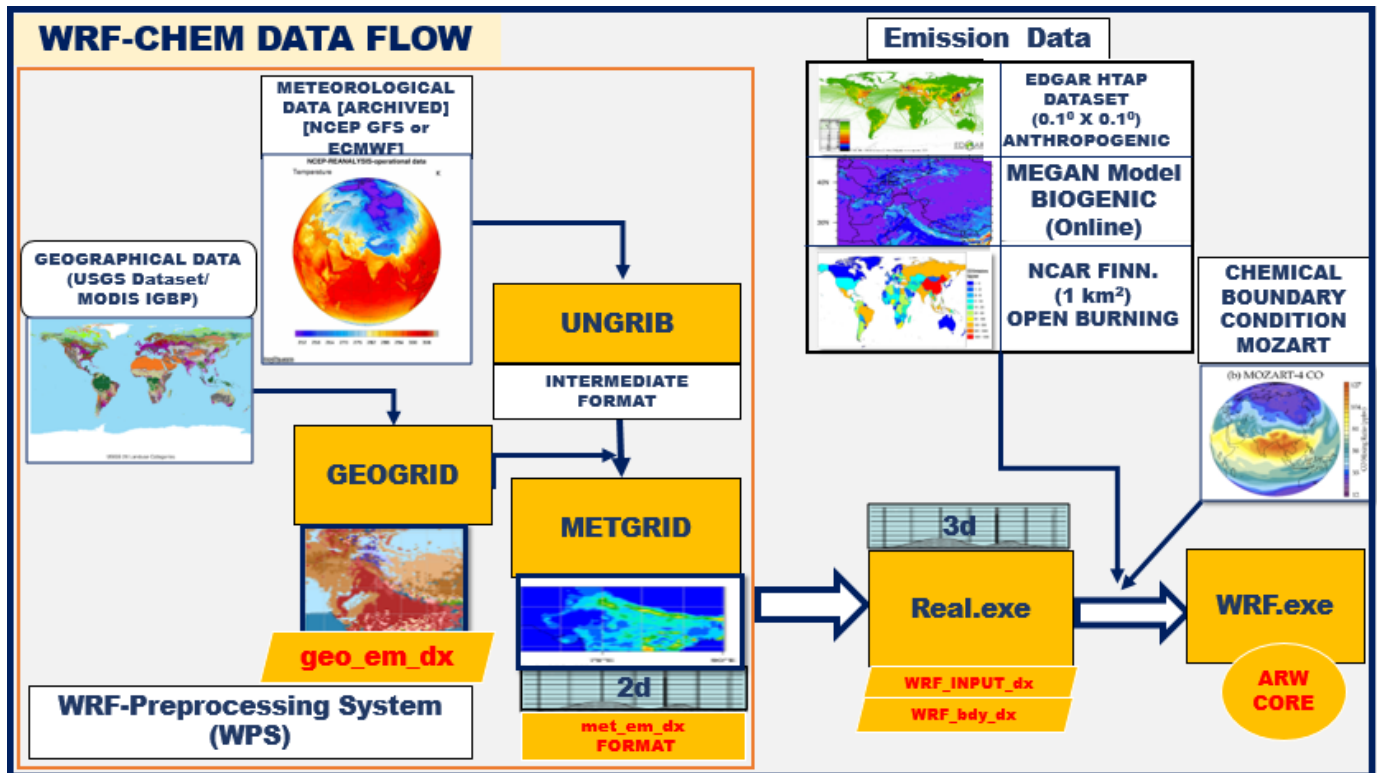 WRF-CHEM DATA FLOW
METEOROLOGICAL
DATA [ARCHIVED]
[NCEP GFS or
ECMWF]
NCEP-REANALYSIS-operational data
Temperature
K
GEOGRAPHICAL DATA
(USGS Dataset/
MODIS IGBP)
UNGRIB
INTERMEDIATE
FORMAT
GEOGRID
geo_em_dx
METGRID
2d
met_em_dx
FORMAT
WRF-Preprocessing System
(WPS)
Emission Data
EDGAR HTAP
DATASET
(0.1⁰ X 0.1⁰)
ANTHROPOGENIC
MEGAN Model
BIOGENIC
(Online)
40N
30N
NCAR FINN.
(1 km²)
OPEN BURNING
CHEMICAL
BOUNDARY
CONDITION
MOZART
(b) MOZART-4 CO
3d
Real.exe
WRF_INPUT_dx
WRF_bdy_dx
WRF.exe
ARW
CORE